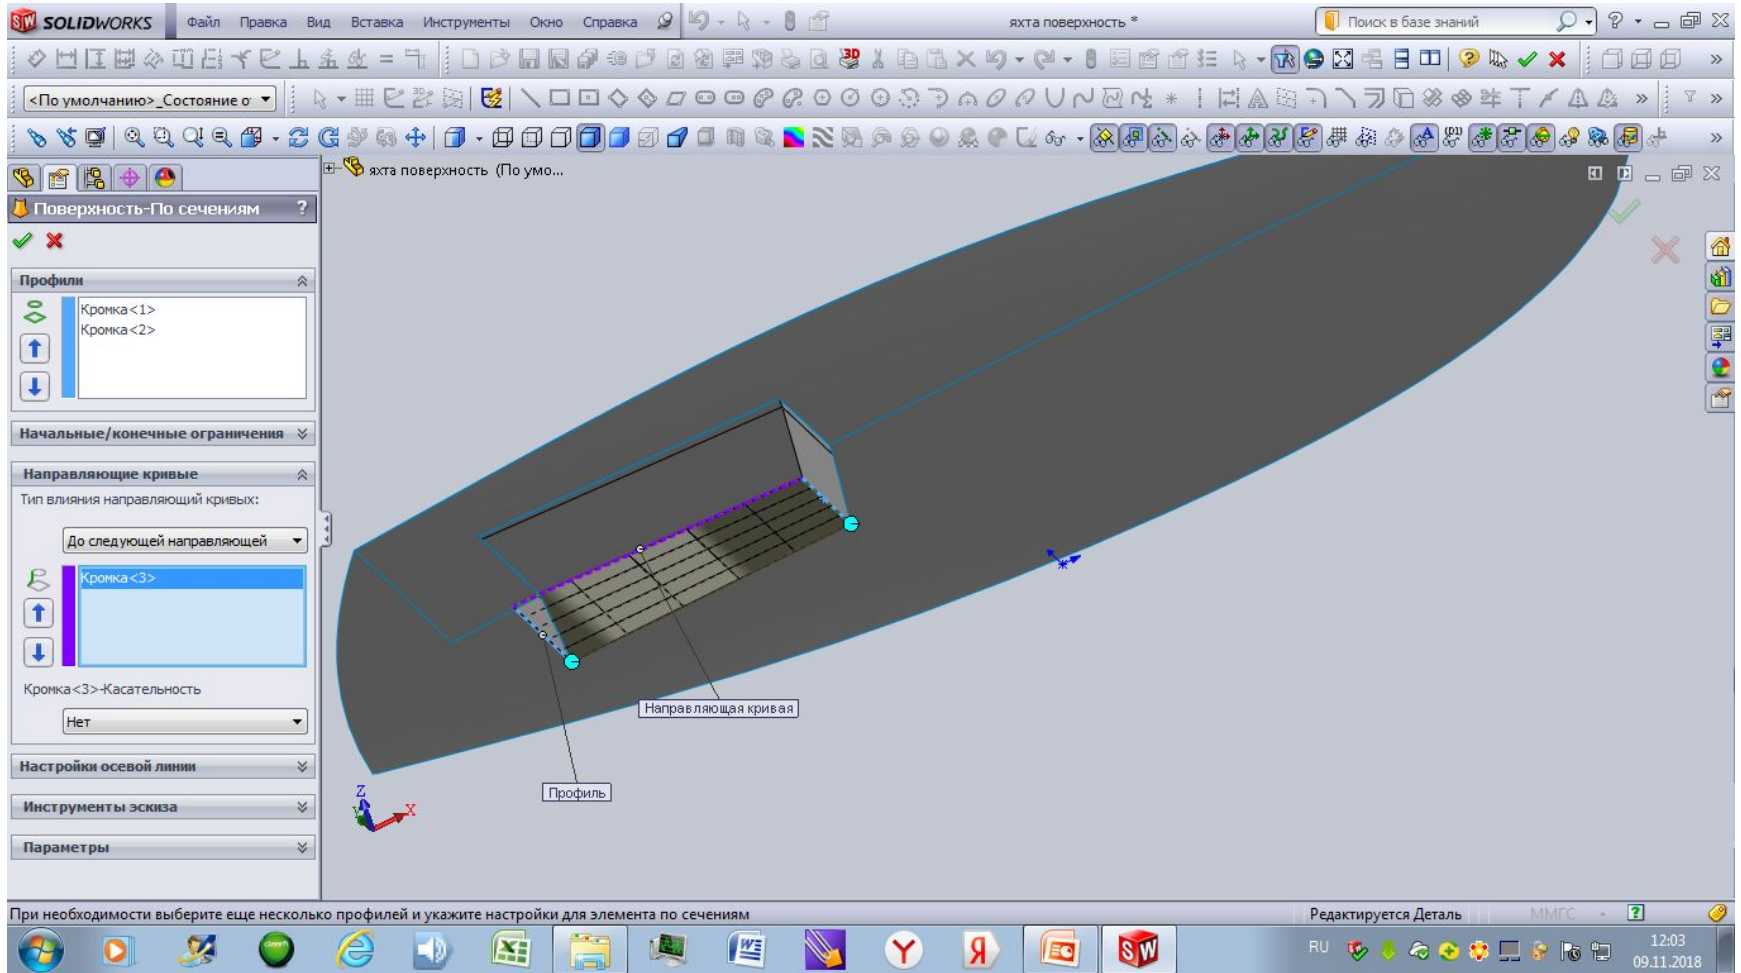 SOLIDWORKS Файл Правка Вид Вставка Инструменты Окно Справка яхта поверхность * Поиск в базе знаний
<По умолчанию>_Состояние о
яхта поверхность (По умо...
Поверхность-По сечениям ?
Профили
Кромка<1>
Кромка<2>
Начальные/конечные ограничения
Направляющие кривые
Тип влияния направляющий кривых:
До следующей направляющей
Кромка<3>
Кромка<3>-Касательность
Нет
Направляющая кривая
Настройки осевой линии
Профиль
Z
X
Инструменты эскиза
Параметры
При необходимости выберите еще несколько профилей и укажите настройки для элемента по сечениям Редактируется Деталь ММГС
RU 12:03
09.11.2018